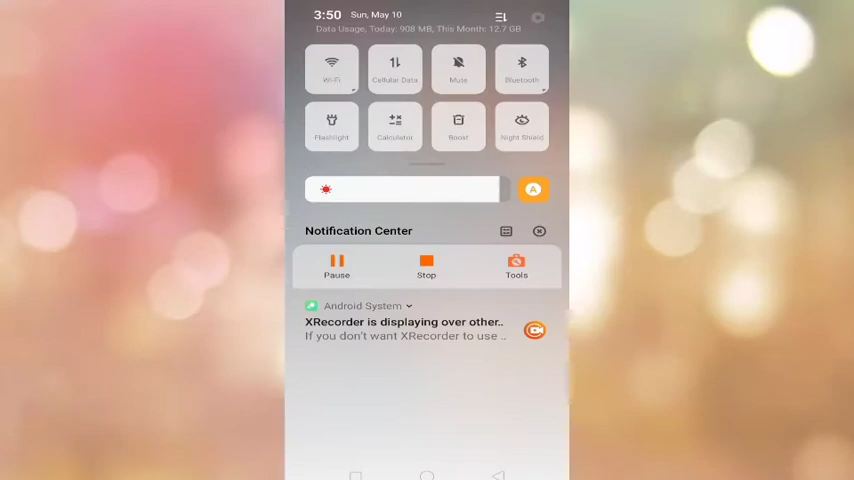 3:50 Sun, May 10
Data Usage, Today: 908 MB, This Month: 12.7 GB
Wi-Fi Cellular Data Mute Bluetooth
Flashlight Calculator Boost Night Shield
A
Notification Center
Pause Stop Tools
Android System
XRecorder is displaying over other..
If you don't want XRecorder to use ..